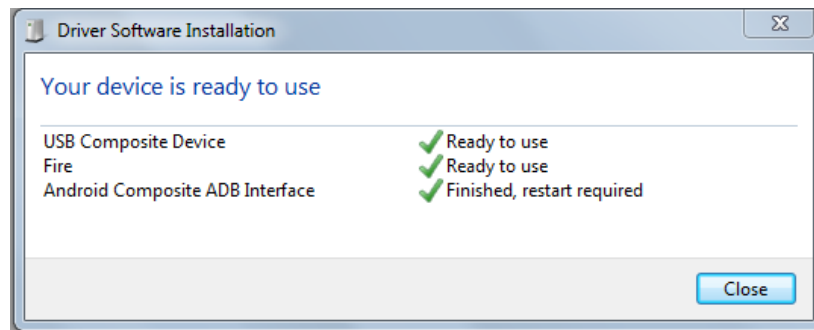 Driver Software Installation
Your device is ready to use
USB Composite Device Ready to use
Fire Ready to use
Android Composite ADB Interface Finished, restart required
Close